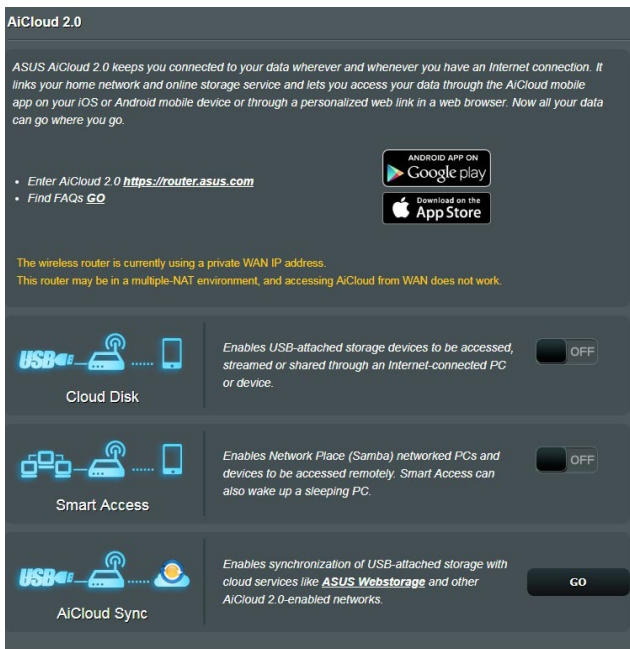 AiCloud 2.0
ASUS AiCloud 2.0 keeps you connected to your data wherever and whenever you have an Internet connection. It
links your home network and online storage service and lets you access your data through the AiCloud mobile
app on your iOS or Android mobile device or through a personalized web link in a web browser. Now all your data
can go where you go.
ANDROID APP ON
Google play
• Enter AiCloud 2.0 https://router.asus.com
• Find FAQs GO
Download on the
App Store
The wireless router is currently using a private WAN IP address.
This router may be in a multiple-NAT environment, and accessing AiCloud from WAN does not work.
USB
Cloud Disk
Enables USB-attached storage devices to be accessed,
streamed or shared through an Internet-connected PC
or device.
OFF
Smart Access
Enables Network Place (Samba) networked PCs and
devices to be accessed remotely. Smart Access can
also wake up a sleeping PC.
OFF
USB
AiCloud Sync
Enables synchronization of USB-attached storage with
cloud services like ASUS Webstorage and other
AiCloud 2.0-enabled networks.
GO